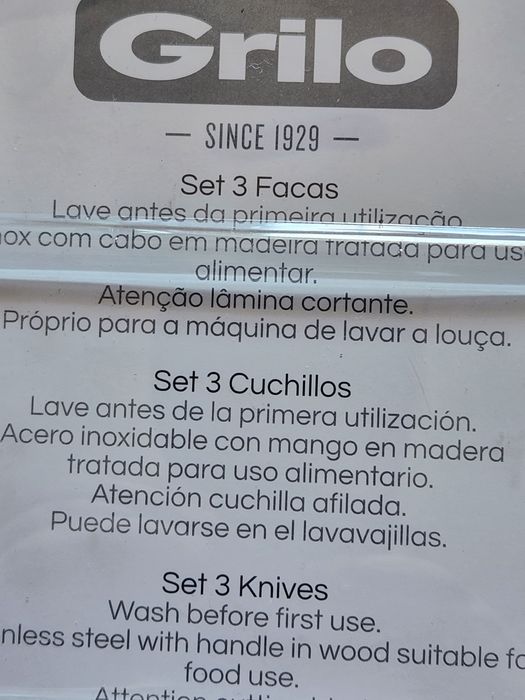 Grilo
— SINCE 1929 —
Set 3 Facas
Lave antes da primeira utilização
ox com cabo em madeira tratada para us
alimentar.
Atenção lâmina cortante.
Próprio para a máquina de lavar a louça.
Set 3 Cuchillos
Lave antes de la primera utilización.
Acero inoxidable con mango en madera
tratada para uso alimentario.
Atención cuchilla afilada.
Puede lavarse en el lavavajillas.
Set 3 Knives
Wash before first use.
nless steel with handle in wood suitable fo
food use.
Attention